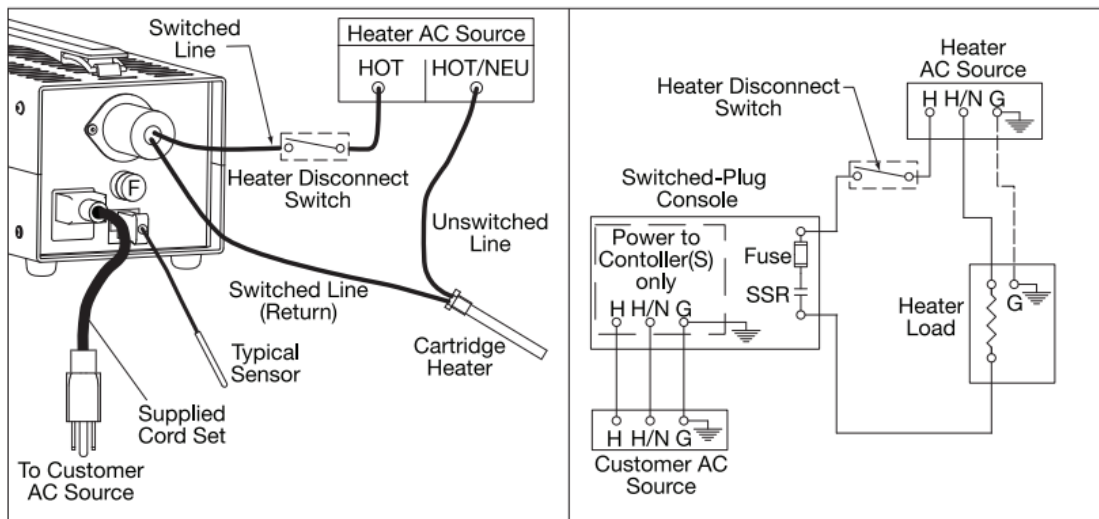 Switched
Line
Heater AC Source
HOT
HOT/NEU
Heater Disconnect
Switch
F
Unswitched
Line
Switched Line
(Return)
Typical
Sensor
Cartridge
Heater
Supplied
Cord Set
To Customer
AC Source
Heater
AC Source
H H/N G
Heater Disconnect
Switch
Switched-Plug
Console
Power to
Contoller(S)
only
H H/N G
Fuse
SSR
G
Heater
Load
H H/N G
Customer AC
Source